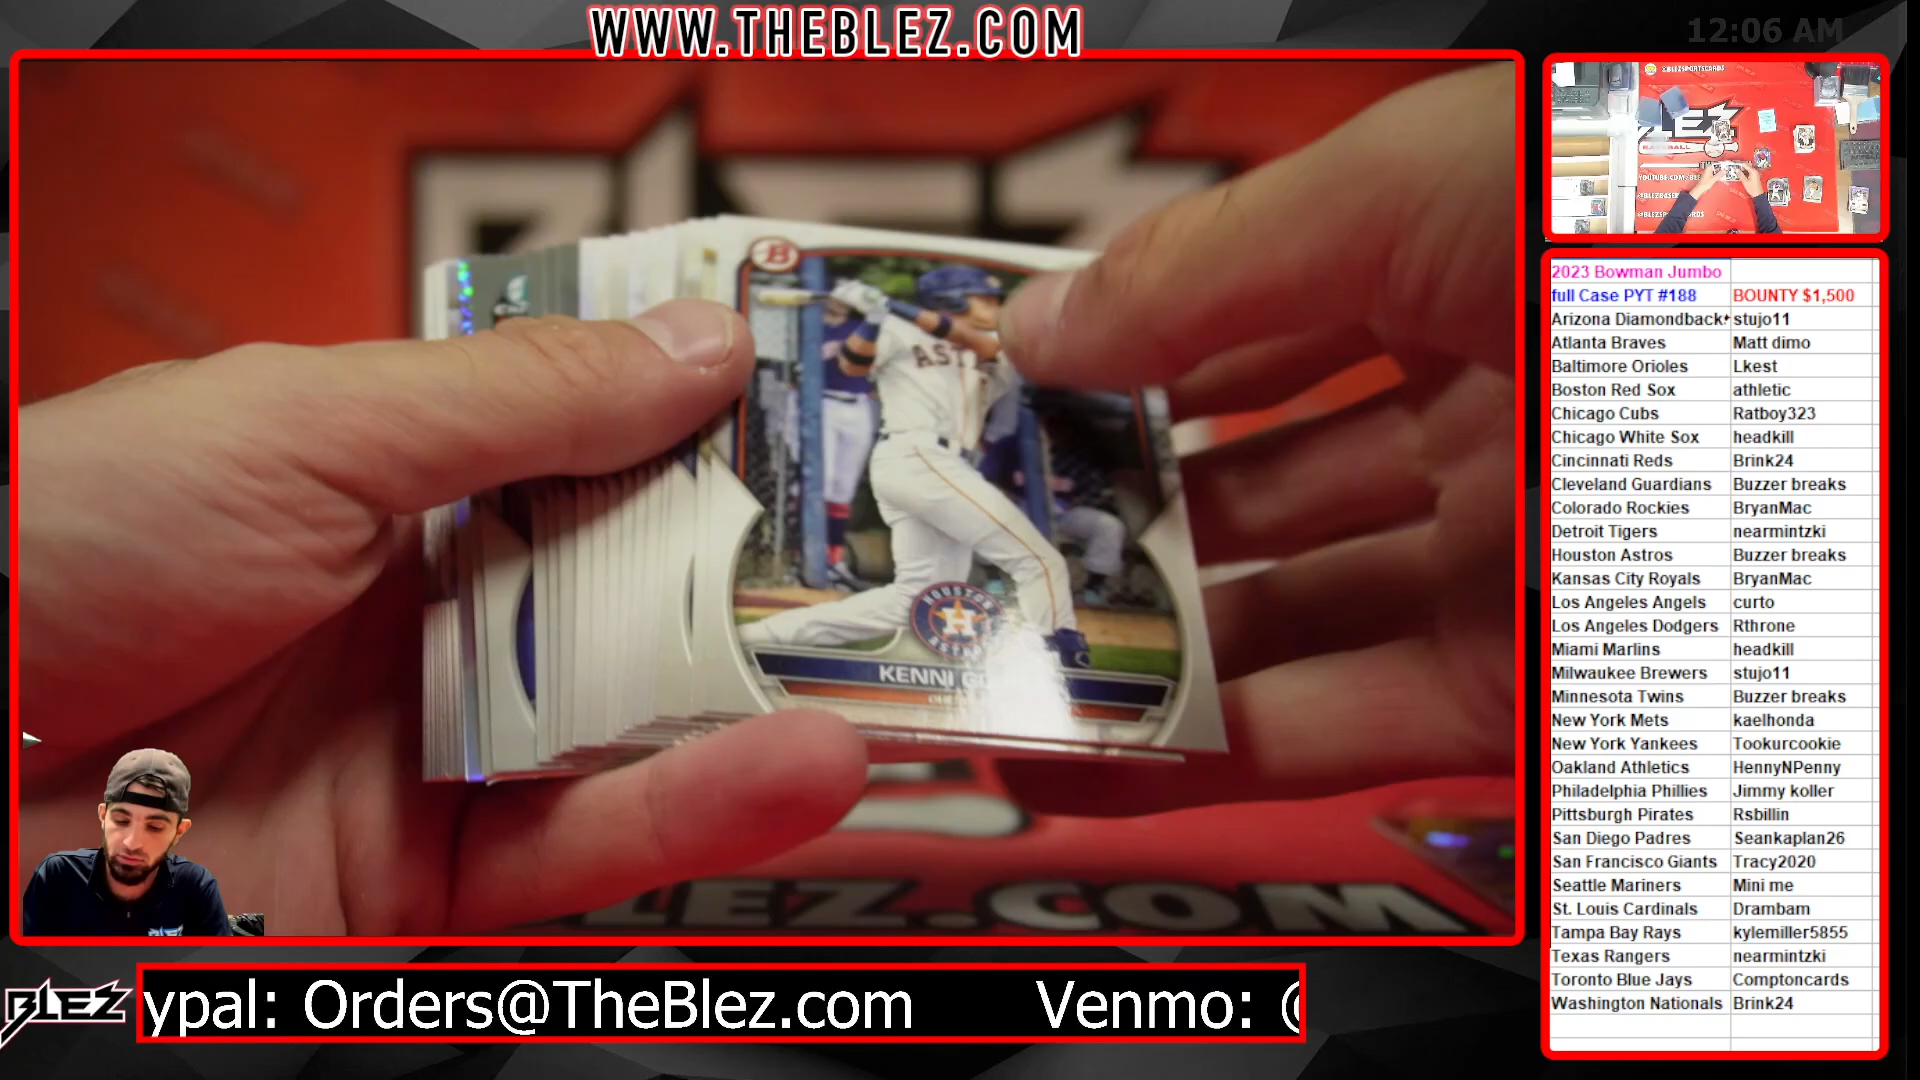 WWW.THEBLEZ.COM
12:06 AM
@BLEZSPORTSCARDS
BASEBALL
B
AST
HOUSTON
H
KENNI
LEZ.COM
2023 Bowman Jumbo
full Case PYT #188 BOUNTY $1,500
Arizona Diamondback stujo11
Atlanta Braves Matt dimo
Baltimore Orioles Lkest
Boston Red Sox athletic
Chicago Cubs Ratboy323
Chicago White Sox headkill
Cincinnati Reds Brink24
Cleveland Guardians Buzzer breaks
Colorado Rockies BryanMac
Detroit Tigers nearmintzki
Houston Astros Buzzer breaks
Kansas City Royals BryanMac
Los Angeles Angels curto
Los Angeles Dodgers Rthrone
Miami Marlins headkill
Milwaukee Brewers stujo11
Minnesota Twins Buzzer breaks
New York Mets kaelhonda
New York Yankees Tookurcookie
Oakland Athletics HennyNPenny
Philadelphia Phillies Jimmy koller
Pittsburgh Pirates Rsbillin
San Diego Padres Seankaplan26
San Francisco Giants Tracy2020
Seattle Mariners Mini me
St. Louis Cardinals Drambam
Tampa Bay Rays kylemiller5855
Texas Rangers nearmintzki
Toronto Blue Jays Comptoncards
Washington Nationals Brink24
BLEZ
ypal: Orders@TheBlez.com Venmo: @